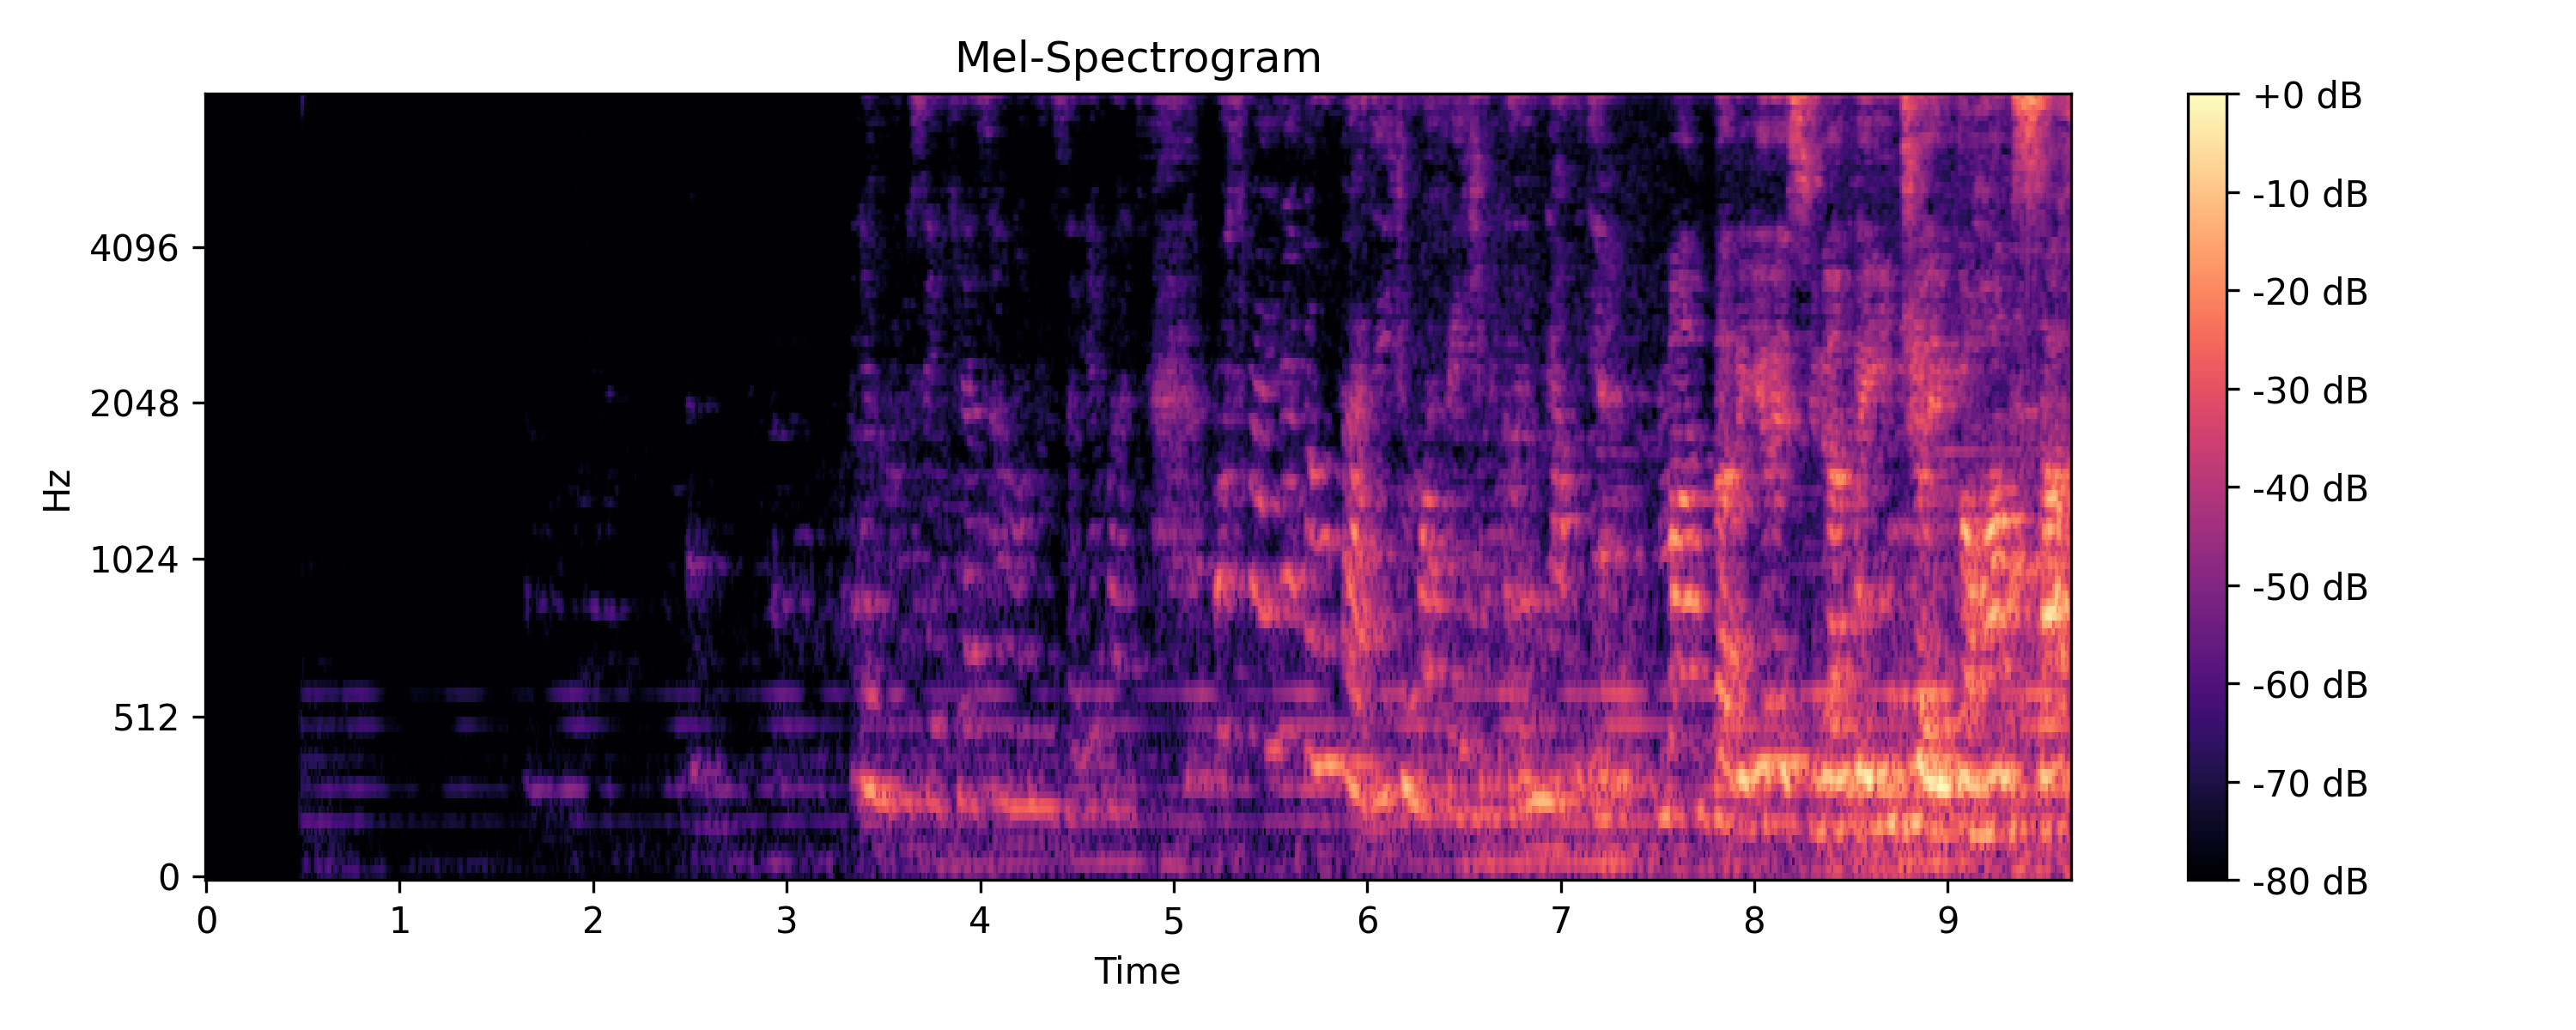 Mel-Spectrogram
+0 dB
-10 dB
-20 dB
-30 dB
-40 dB
-50 dB
-60 dB
-70 dB
-80 dB
Hz
4096
2048
1024
512
0
0 1 2 3 4 5 6 7 8 9
Time